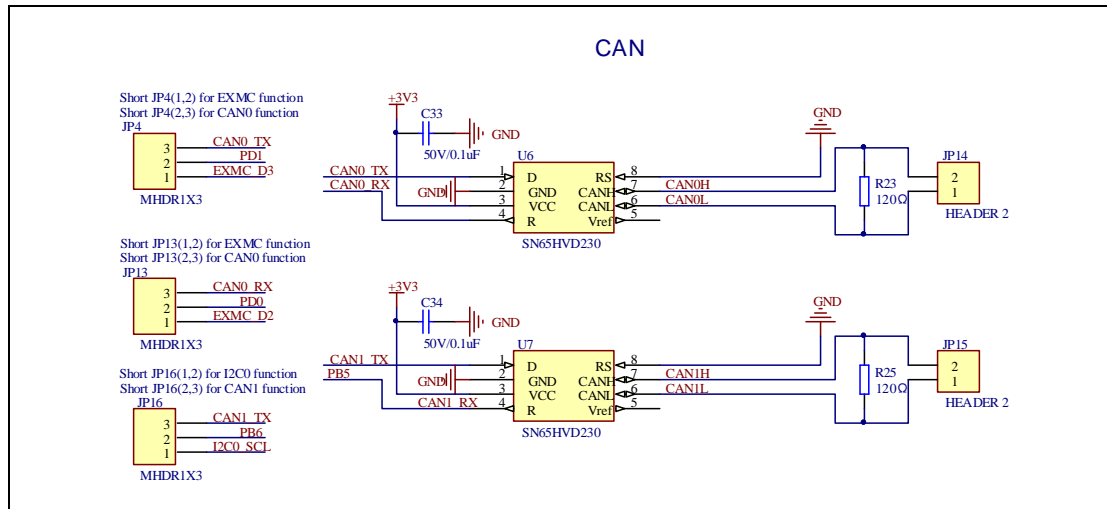 CAN
Short JP4(1,2) for EXMC function
Short JP4(2,3) for CAN0 function
JP4
3 CAN0_TX
2 PD1
1 EXMC_D3
MHDR1X3
Short JP13(1,2) for EXMC function
Short JP13(2,3) for CAN0 function
JP13
3 CAN0_RX
2 PD0
1 EXMC_D2
MHDR1X3
Short JP16(1,2) for I2C0 function
Short JP16(2,3) for CAN1 function
JP16
3 CAN1_TX
2 PB6
1 I2C0_SCL
MHDR1X3
+3V3
C33
GND
50V/0.1uF
U6
CAN0_TX 1 D RS 8
CAN0_RX GND 2 GND CANH 7 CAN0H
3 VCC CANL 6 CAN0L
4 R Vref 5
SN65HVD230
GND
R23
120Ω
JP14
2
1
HEADER 2
+3V3
C34
GND
50V/0.1uF
U7
CAN1_TX 1 D RS 8
PB5 GND 2 GND CANH 7 CAN1H
3 VCC CANL 6 CAN1L
CAN1_RX 4 R Vref 5
SN65HVD230
GND
R25
120Ω
JP15
2
1
HEADER 2